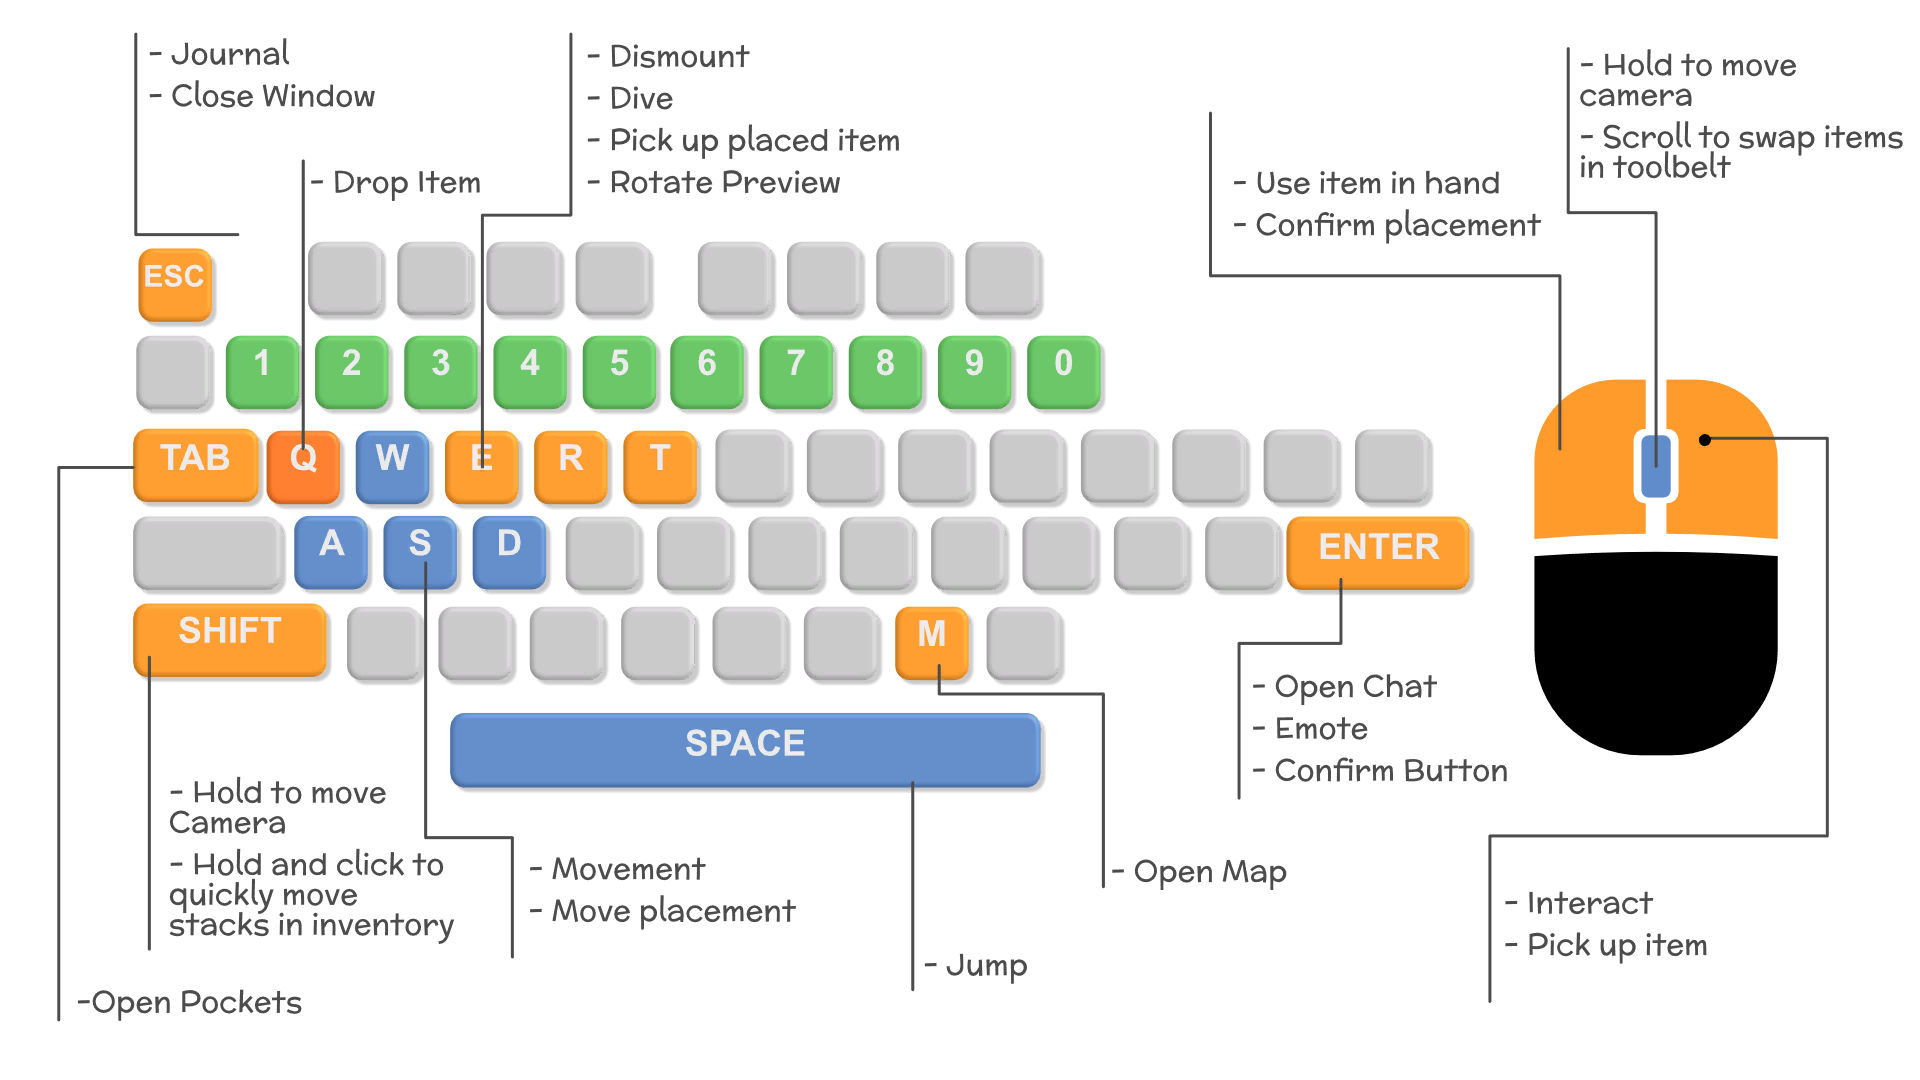 - Journal
- Close Window
- Drop Item
- Dismount
- Dive
- Pick up placed item
- Rotate Preview
- Use item in hand
- Confirm placement
- Hold to move
camera
- Scroll to swap items
in toolbelt
ESC
1 2 3 4 5 6 7 8 9 0
TAB Q W E R T
A S D ENTER
SHIFT M
SPACE
- Hold to move
Camera
- Hold and click to
quickly move
stacks in inventory
-Open Pockets
- Movement
- Move placement
- Jump
- Open Map
- Open Chat
- Emote
- Confirm Button
- Interact
- Pick up item